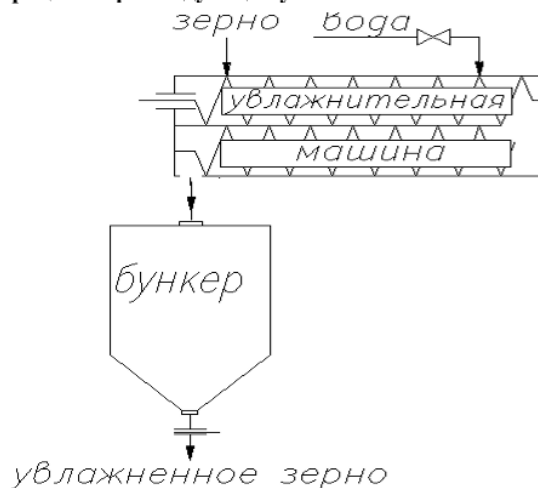 зерно вода
увлажнительная
машина
бункер
увлажненное зерно